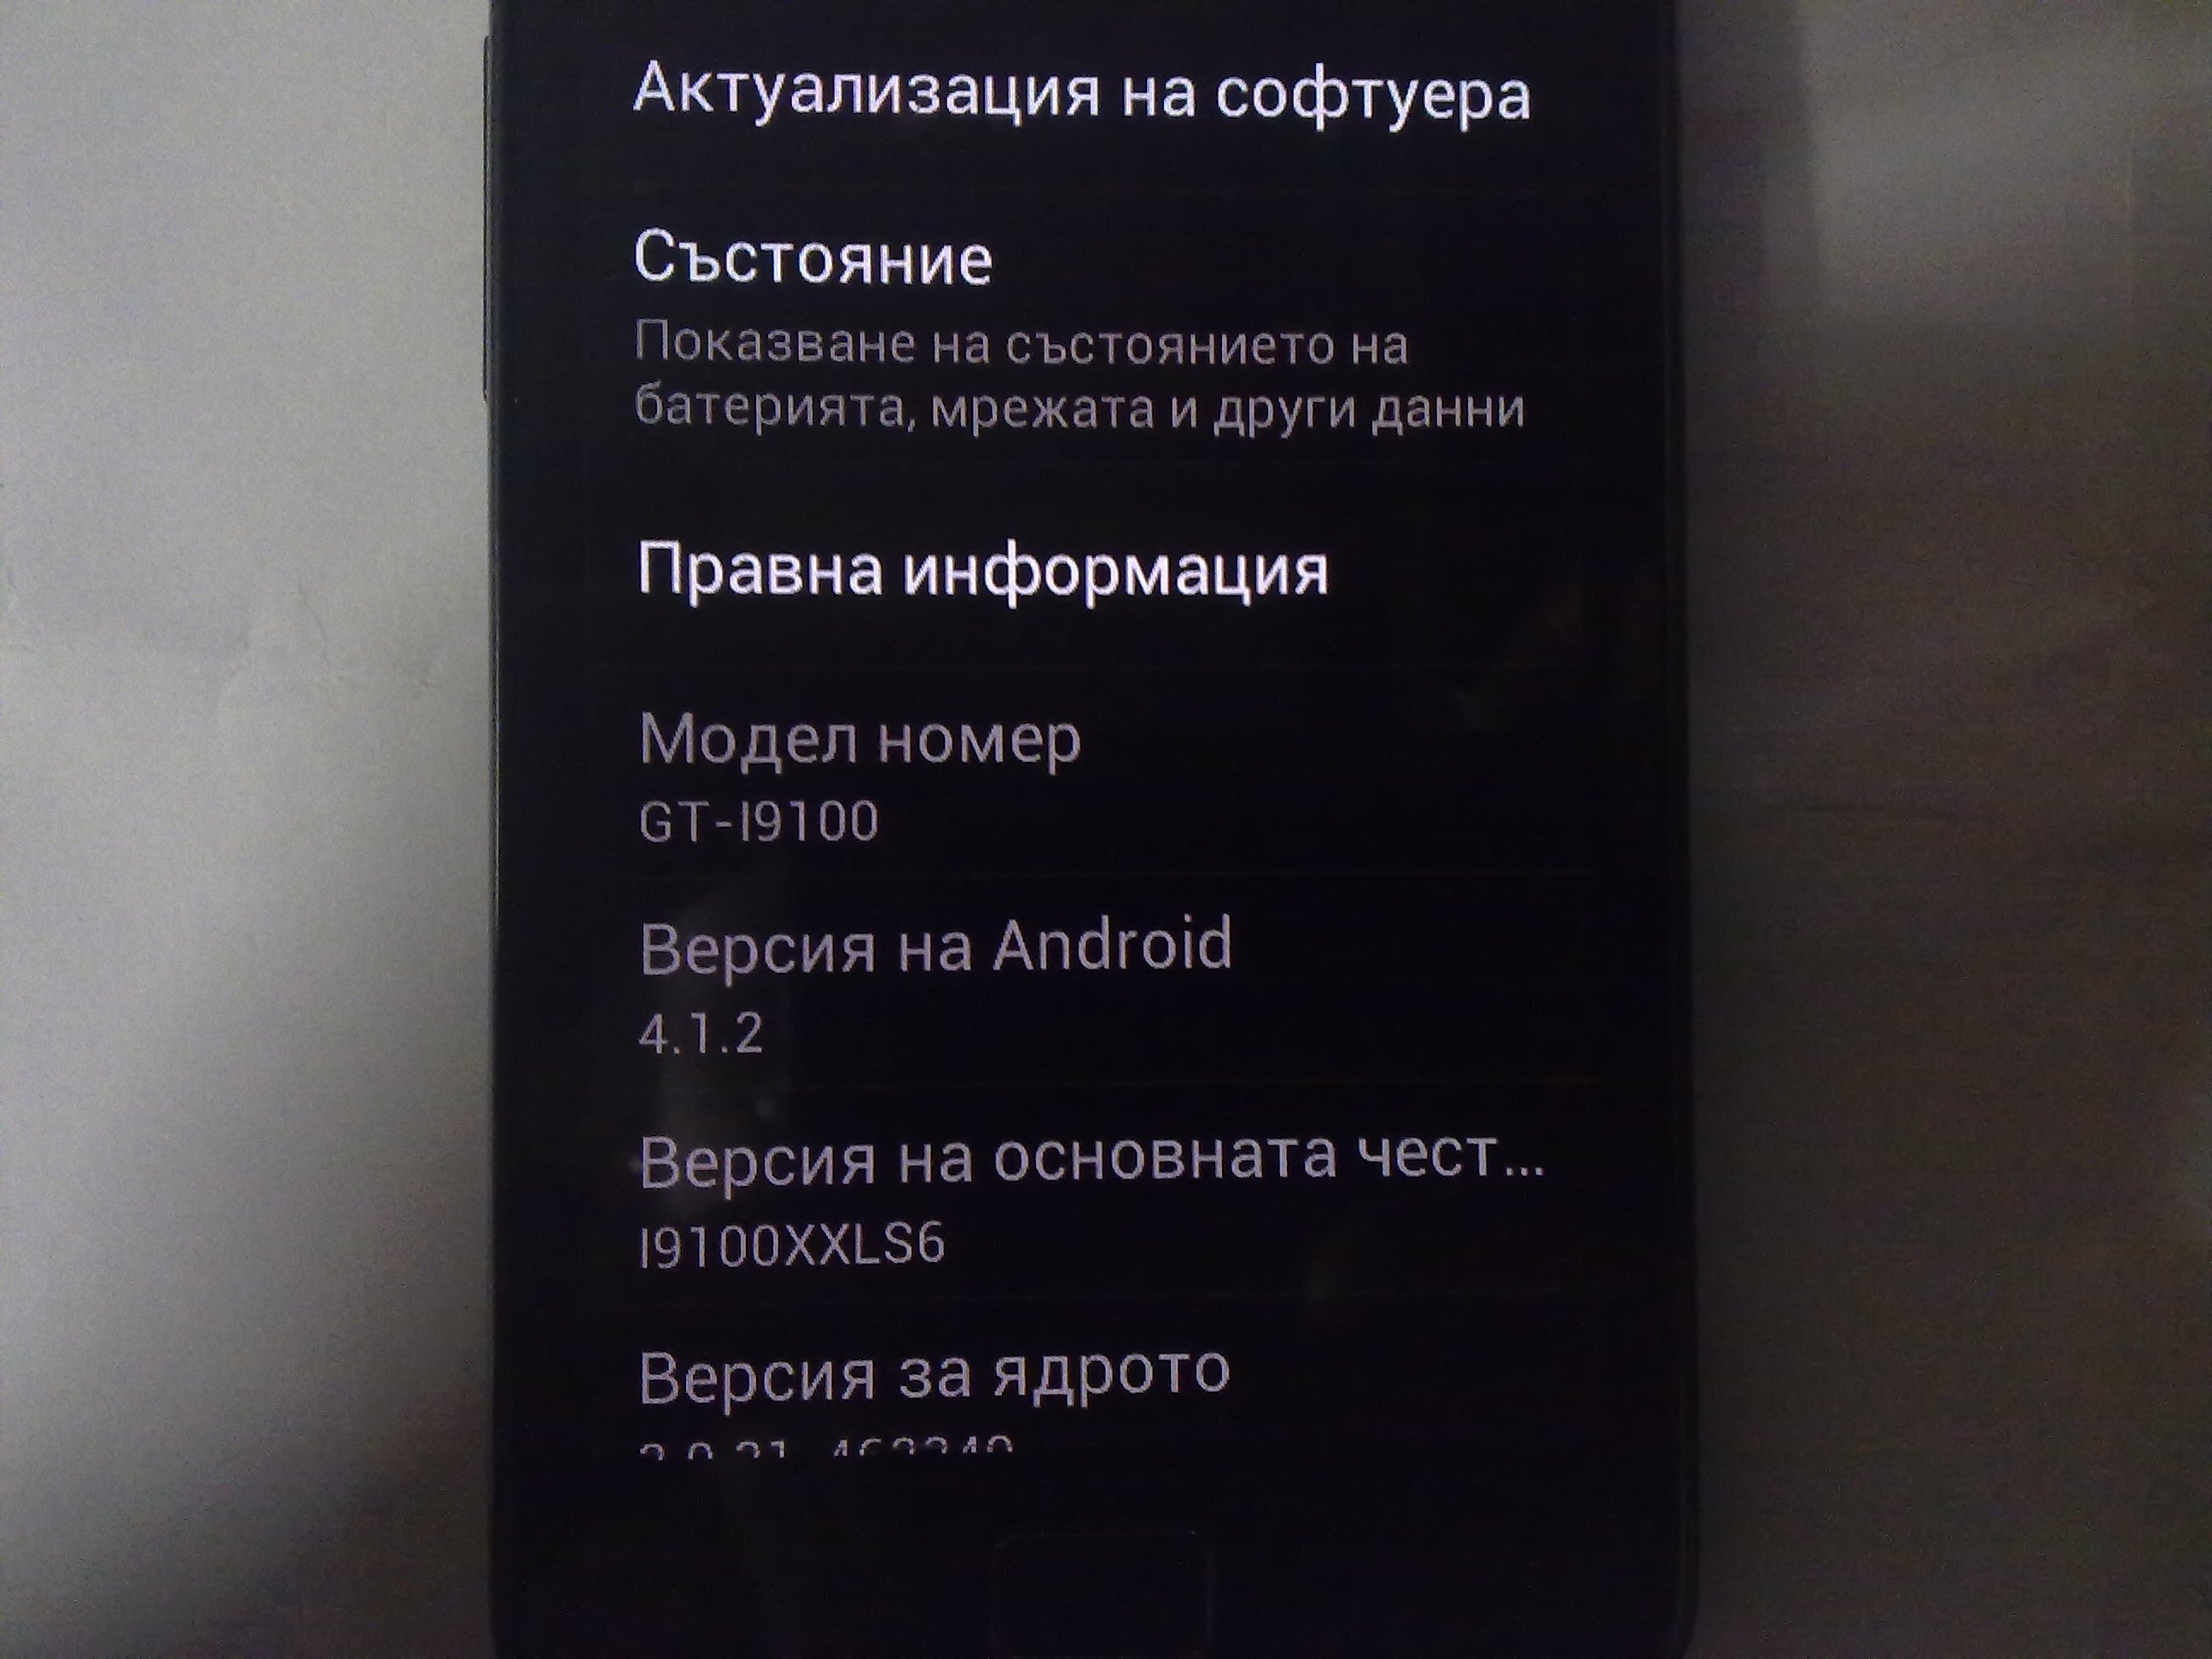 Актуализация на софтуера
Състояние
Показване на състоянието на
батерията, мрежата и други данни
Правна информация
Модел номер
GT-I9100
Версия на Android
4.1.2
Версия на основната чест...
I9100XXLS6
Версия за ядрото